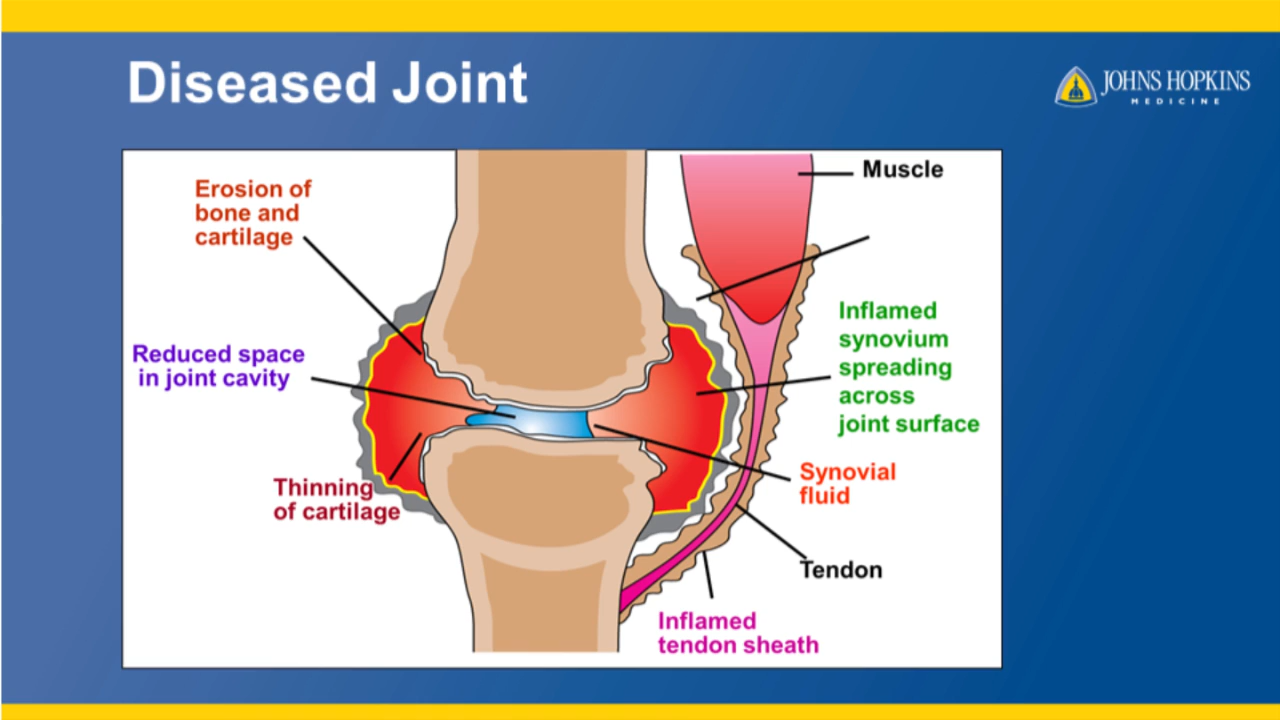 Diseased Joint
JOHNS HOPKINS
MEDICINE
Erosion of
bone and
cartilage
Reduced space
in joint cavity
Thinning
of cartilage
Muscle
Inflamed
synovium
spreading
across
joint surface
Synovial
fluid
Tendon
Inflamed
tendon sheath